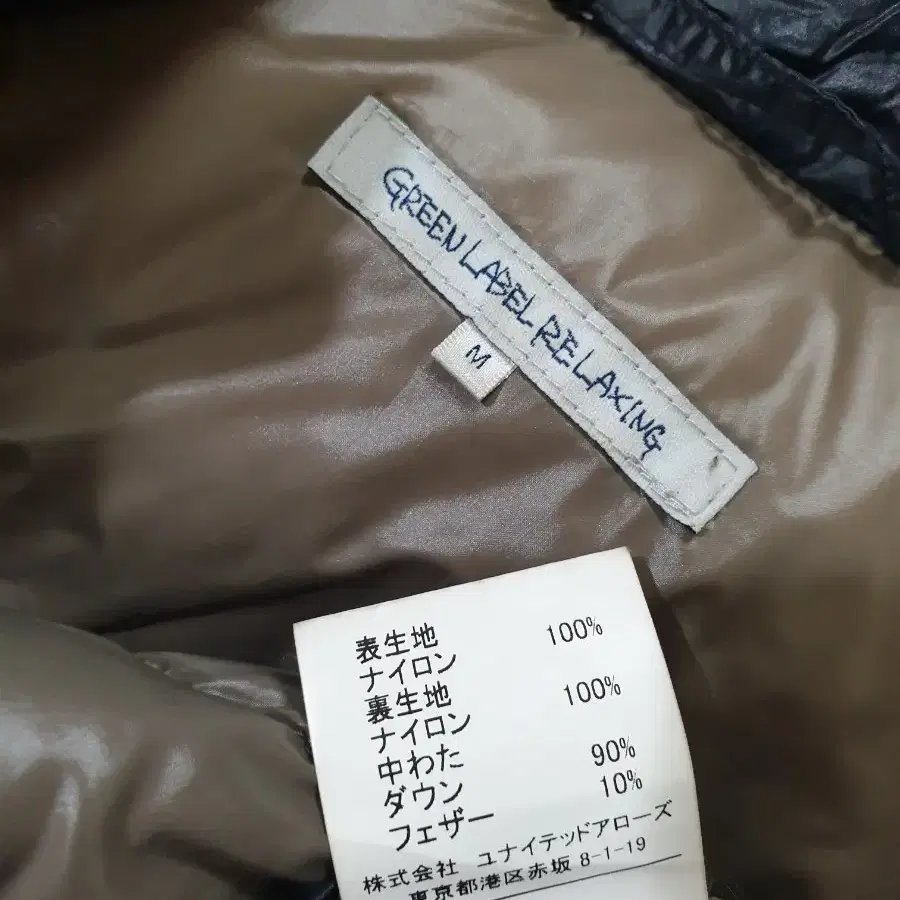 GREEN LABEL RELAXING
M
表生地
ナイロン 100%
裏生地
ナイロン 100%
中わた
ダウン 90%
フェザー 10%
株式会社 ユナイテッドアローズ
東京都港区赤坂 8-1-19